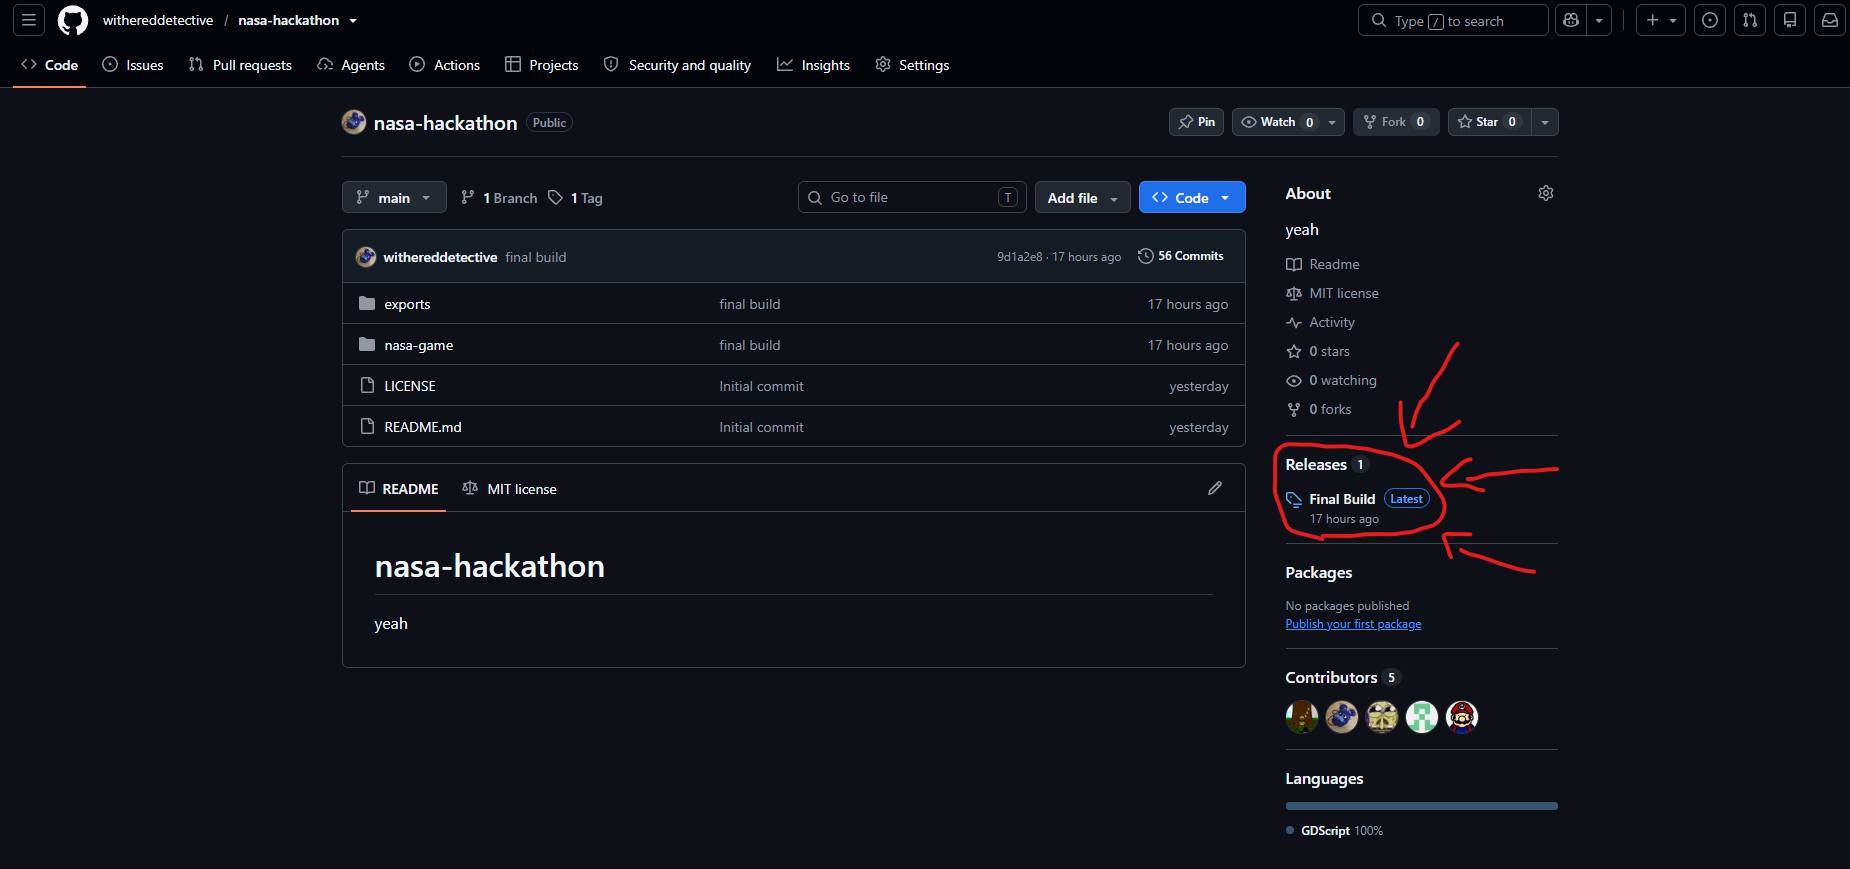 withereddetective / nasa-hackathon
Type / to search
Code Issues Pull requests Agents Actions Projects Security and quality Insights Settings
nasa-hackathon Public
Pin Watch 0 Fork 0 Star 0
main 1 Branch 1 Tag Go to file T Add file Code
withereddetective final build 9d1a2e8 · 17 hours ago 56 Commits
exports final build 17 hours ago
nasa-game final build 17 hours ago
LICENSE Initial commit yesterday
README.md Initial commit yesterday
README MIT license
nasa-hackathon
yeah
About
yeah
Readme
MIT license
Activity
0 stars
0 watching
0 forks
Releases 1
Final Build Latest
17 hours ago
Packages
No packages published
Publish your first package
Contributors 5
Languages
GDScript 100%